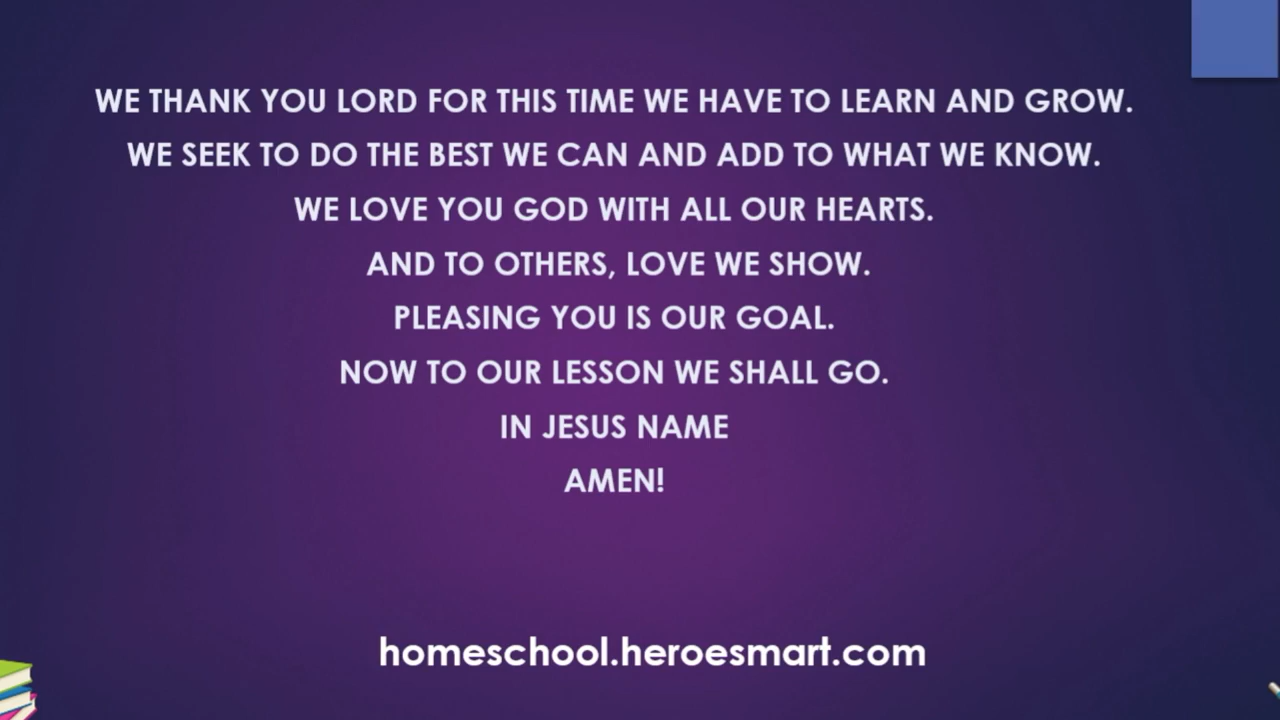 WE THANK YOU LORD FOR THIS TIME WE HAVE TO LEARN AND GROW.
WE SEEK TO DO THE BEST WE CAN AND ADD TO WHAT WE KNOW.
WE LOVE YOU GOD WITH ALL OUR HEARTS.
AND TO OTHERS, LOVE WE SHOW.
PLEASING YOU IS OUR GOAL.
NOW TO OUR LESSON WE SHALL GO.
IN JESUS NAME
AMEN!
homeschool.heroesmart.com